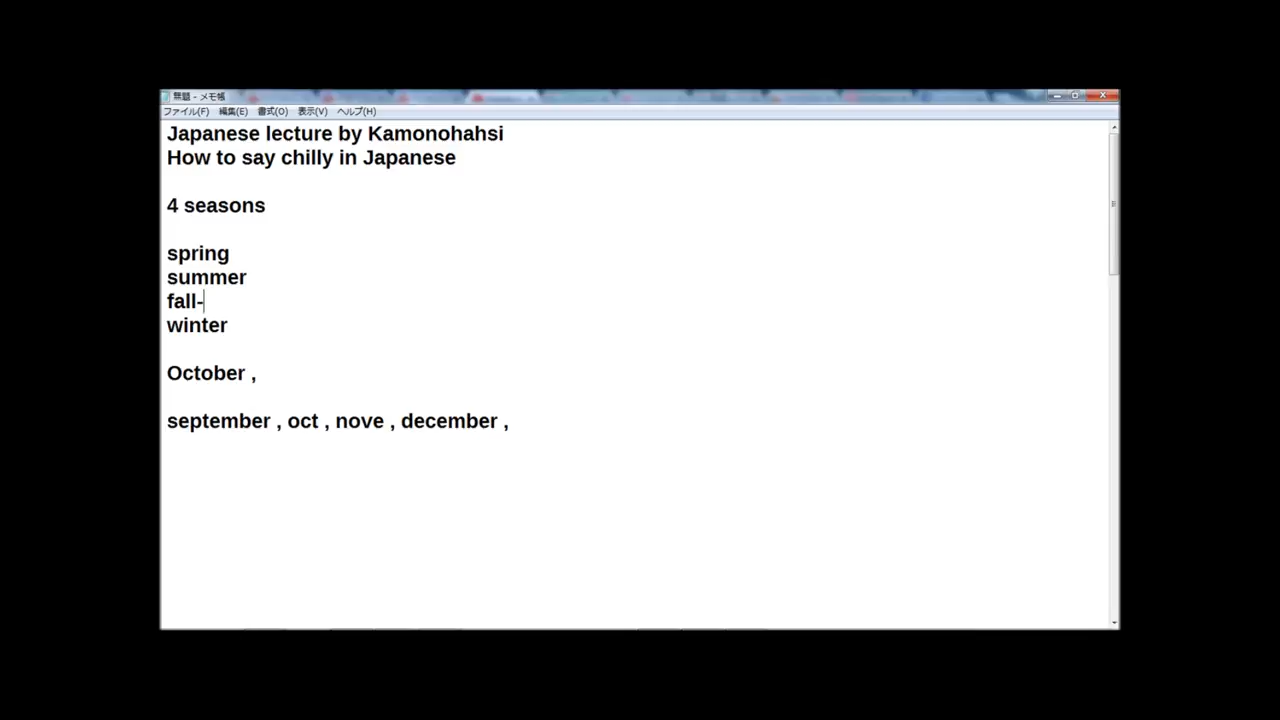 無題 - メモ帳
ファイル(F) 編集(E) 書式(O) 表示(V) ヘルプ(H)
Japanese lecture by Kamonohahsi
How to say chilly in Japanese
4 seasons
spring
summer
fall-
winter
October ,
september , oct , nove , december ,